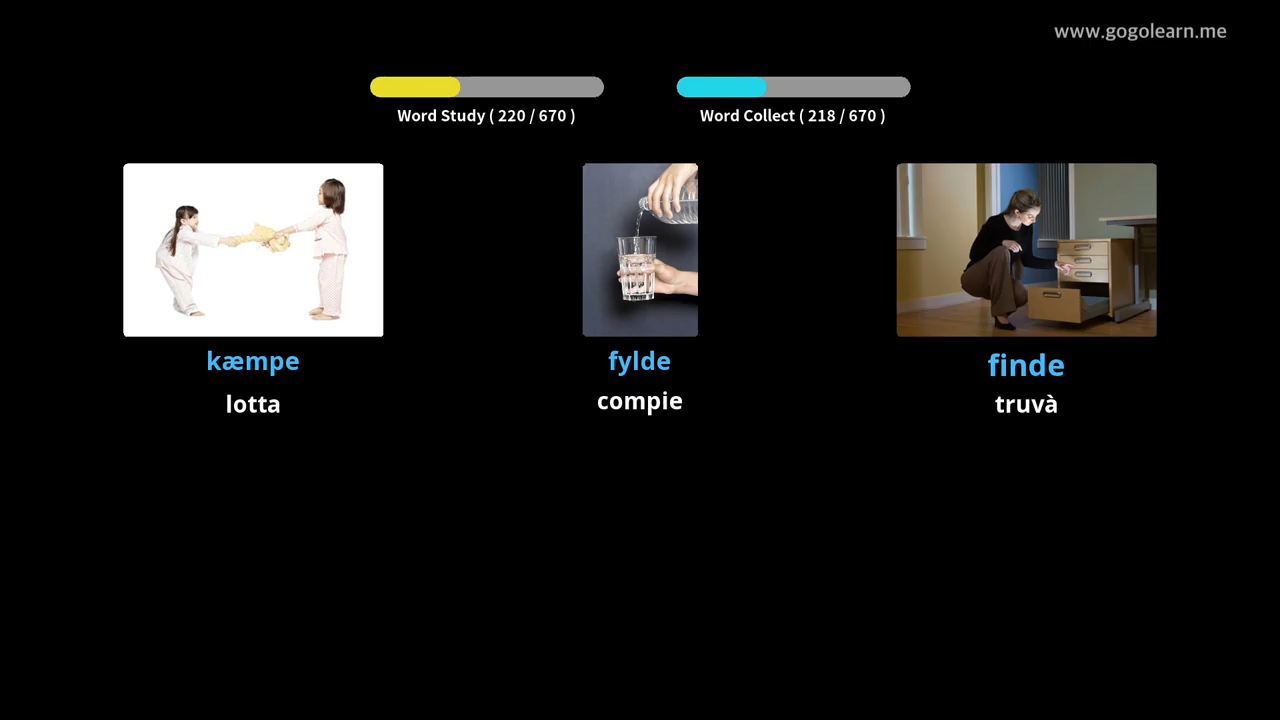 www.gogolearn.me
Word Study ( 220 / 670 )
Word Collect ( 218 / 670 )
kæmpe
lotta
fylde
compie
finde
truvà